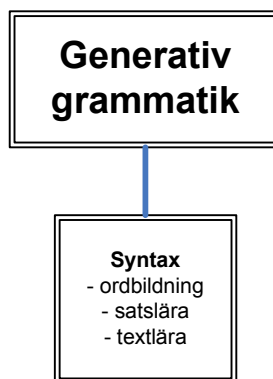 Generativ
grammatik
Syntax
- ordbildning
- satslära
- textlära